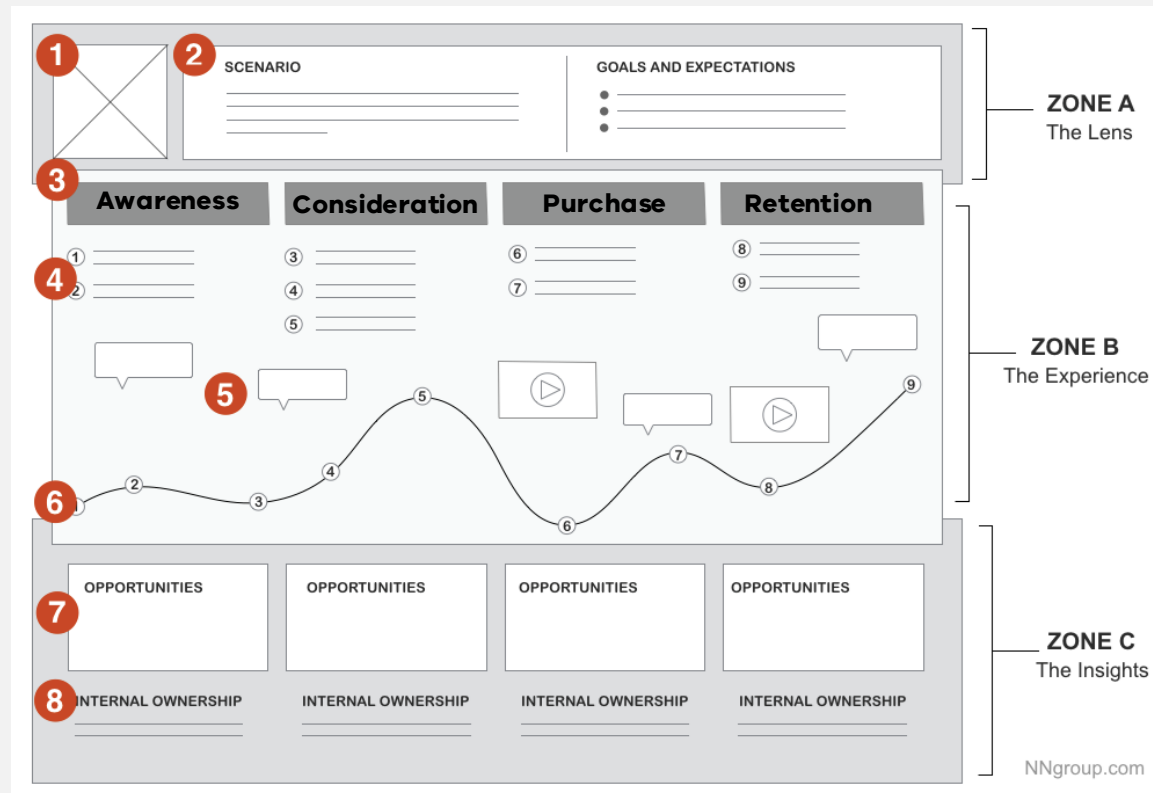 1
2
SCENARIO
GOALS AND EXPECTATIONS
ZONE A
The Lens
3
Awareness
Consideration
Purchase
Retention
1
3
6
8
4
2
4
7
9
5
5
9
5
4
7
2
3
8
6
6
ZONE B
The Experience
7
OPPORTUNITIES
OPPORTUNITIES
OPPORTUNITIES
OPPORTUNITIES
8
INTERNAL OWNERSHIP
INTERNAL OWNERSHIP
INTERNAL OWNERSHIP
INTERNAL OWNERSHIP
ZONE C
The Insights
NNgroup.com